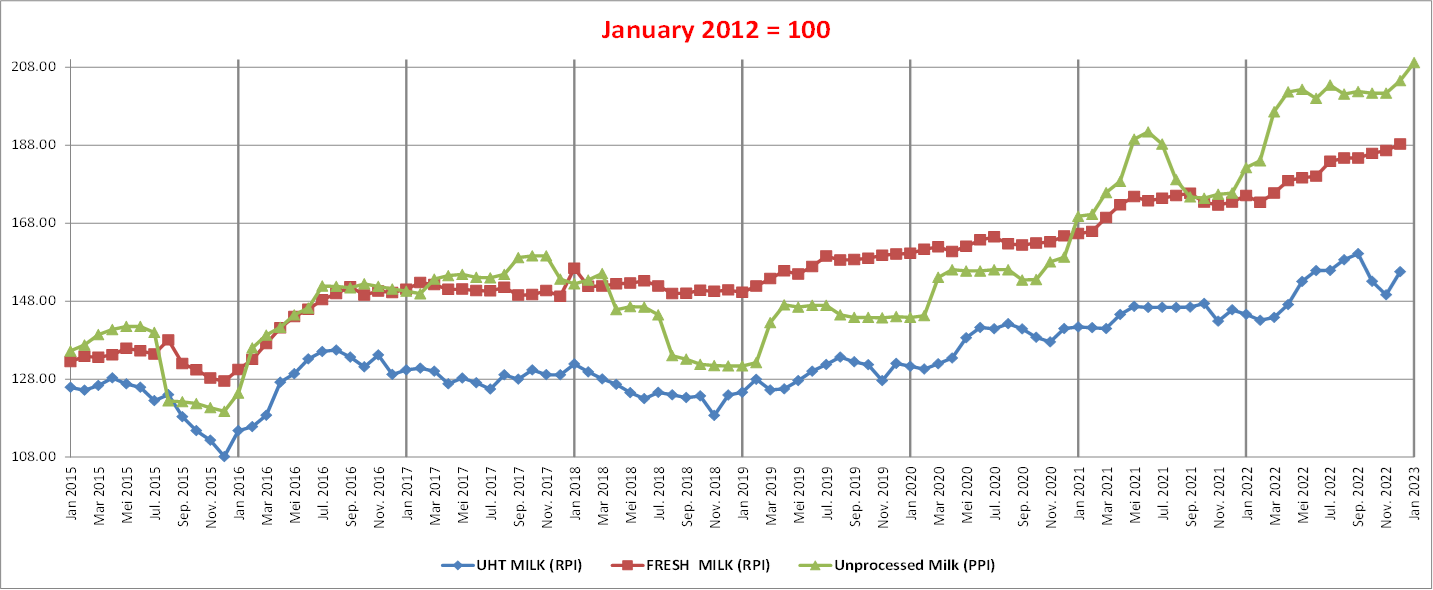 January 2012 = 100
208.00
188.00
168.00
148.00
128.00
108.00
Jan 2015
Mar 2015
Mei 2015
Jul. 2015
Sep. 2015
Nov. 2015
Jan 2016
Mar 2016
Mei 2016
Jul. 2016
Sep. 2016
Nov. 2016
Jan 2017
Mar 2017
Mei 2017
Jul. 2017
Sep. 2017
Nov. 2017
Jan 2018
Mar 2018
Mei 2018
Jul. 2018
Sep. 2018
Nov. 2018
Jan 2019
Mar 2019
Mei 2019
Jul. 2019
Sep. 2019
Nov. 2019
Jan 2020
Mar 2020
Mei 2020
Jul. 2020
Sep. 2020
Nov. 2020
Jan 2021
Mar 2021
Mei 2021
Jul. 2021
Sep. 2021
Nov. 2021
Jan 2022
Mar 2022
Mei 2022
Jul. 2022
Sep. 2022
Nov. 2022
Jan 2023
UHT MILK (RPI) FRESH MILK (RPI) Unprocessed Milk (PPI)